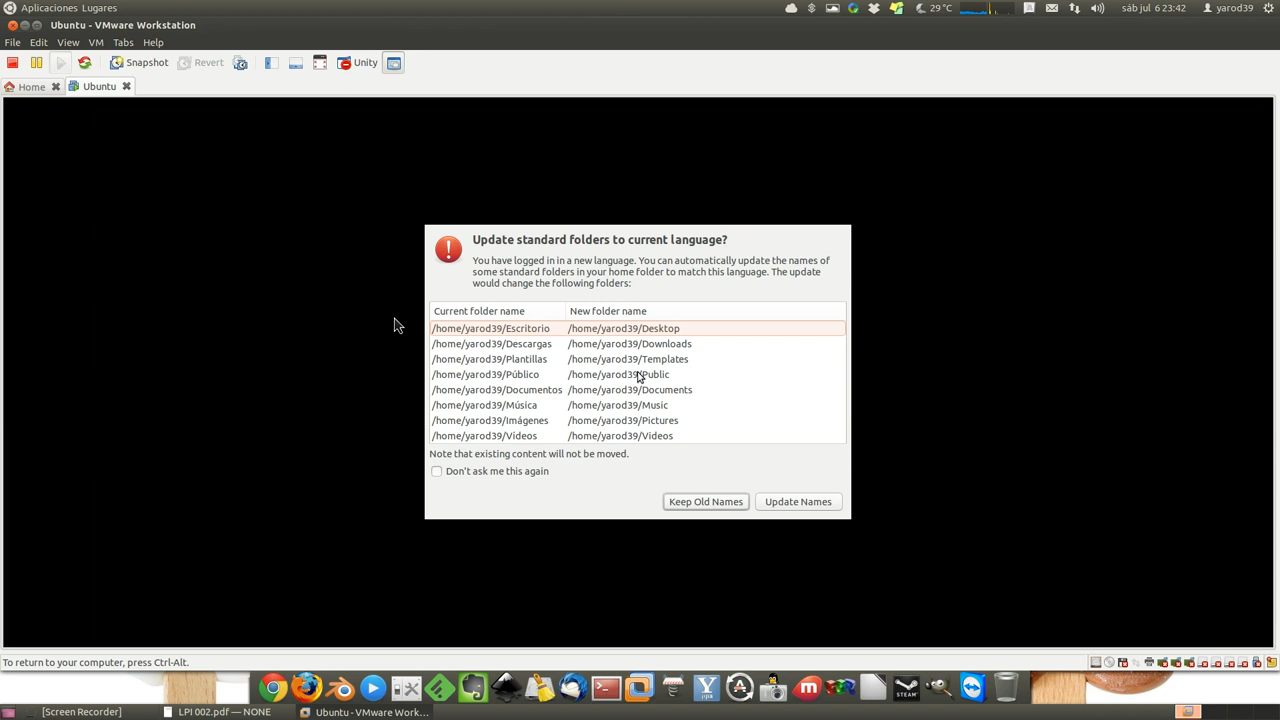 Aplicaciones Lugares
29°C
sáb jul 6 23:42
yarod39
Ubuntu - VMware Workstation
File Edit View VM Tabs Help
Snapshot Revert Unity
Home Ubuntu
Update standard folders to current language?
You have logged in in a new language. You can automatically update the names of
some standard folders in your home folder to match this language. The update
would change the following folders:
Current folder name New folder name
/home/yarod39/Escritorio /home/yarod39/Desktop
/home/yarod39/Descargas /home/yarod39/Downloads
/home/yarod39/Plantillas /home/yarod39/Templates
/home/yarod39/Público /home/yarod39/Public
/home/yarod39/Documentos /home/yarod39/Documents
/home/yarod39/Música /home/yarod39/Music
/home/yarod39/Imágenes /home/yarod39/Pictures
/home/yarod39/Vídeos /home/yarod39/Videos
Note that existing content will not be moved.
Don't ask me this again
Keep Old Names Update Names
To return to your computer, press Ctrl-Alt.
STEAM
[Screen Recorder] LPI 002.pdf — NONE Ubuntu - VMware Work...